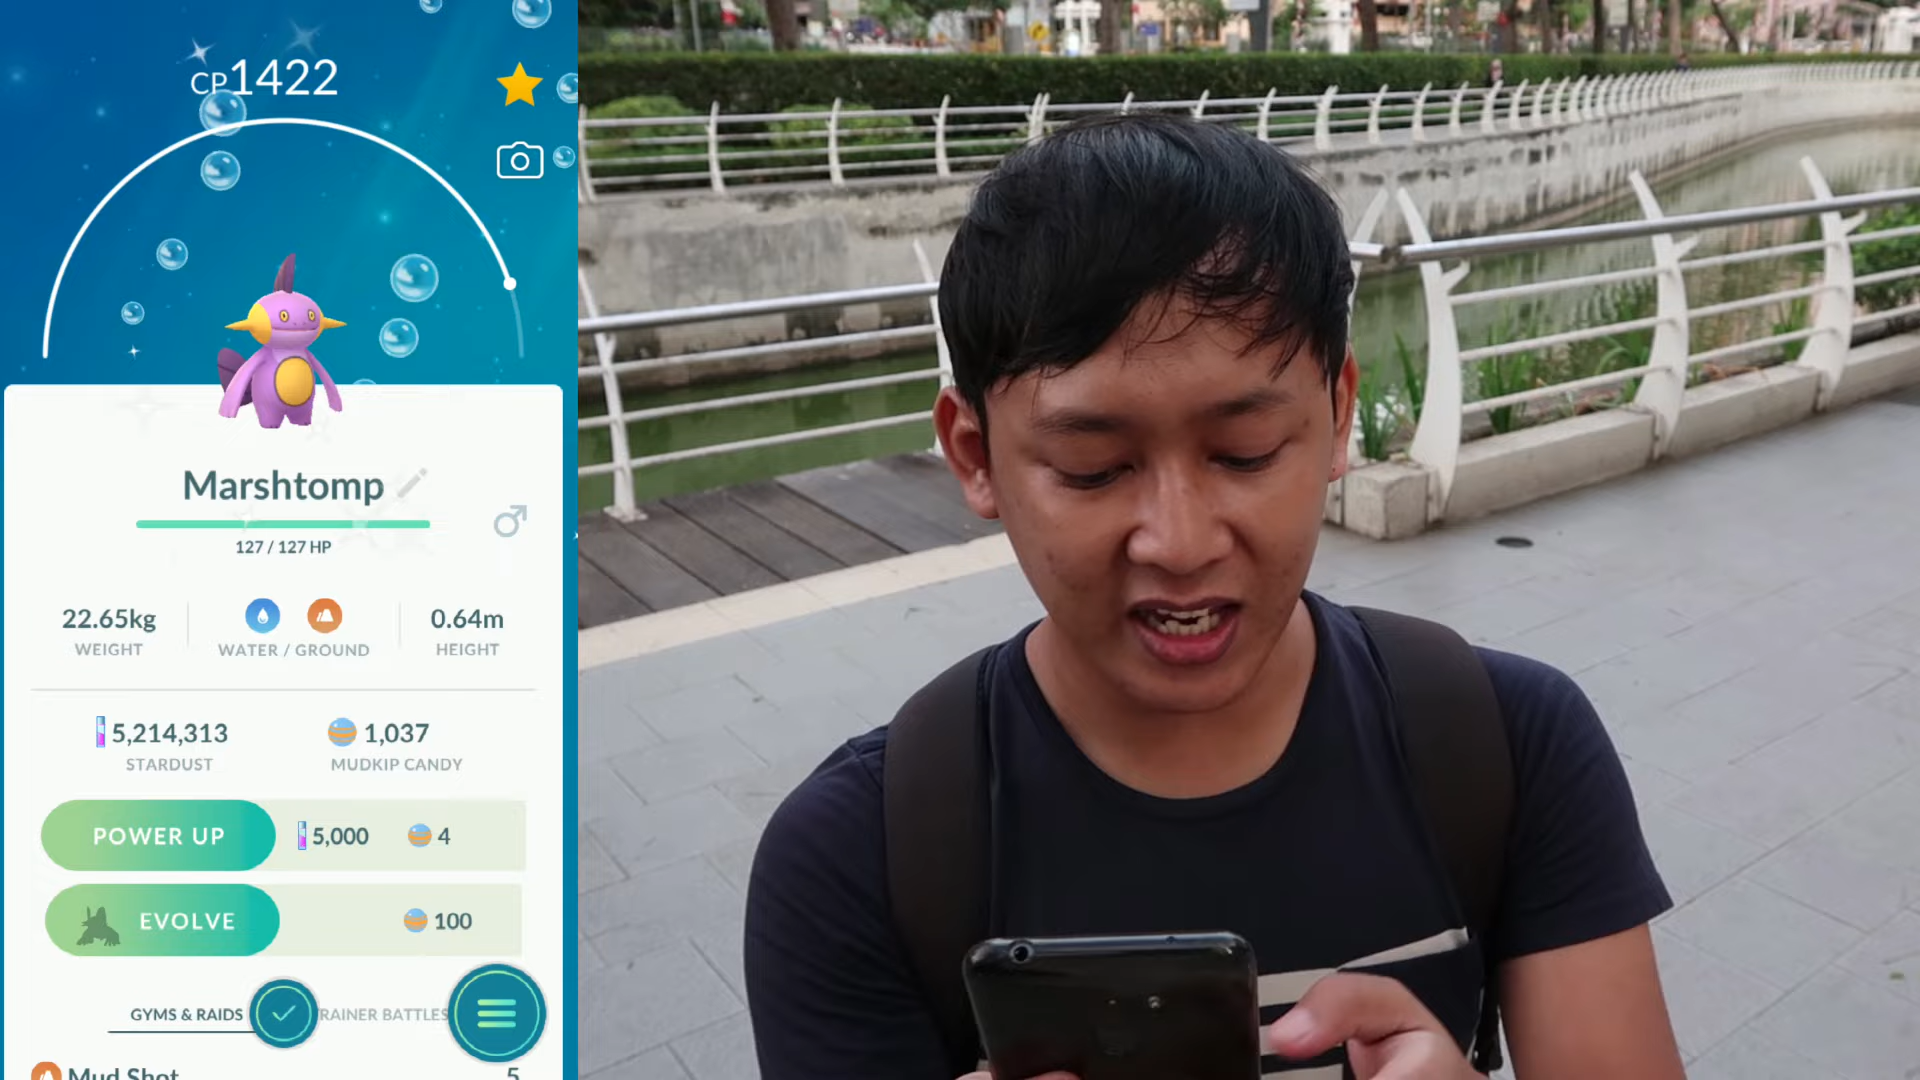 CP1422
Marshtomp
127 / 127 HP
22.65kg
WEIGHT
WATER / GROUND
0.64m
HEIGHT
5,214,313
STARDUST
1,037
MUDKIP CANDY
POWER UP
5,000
4
EVOLVE
100
GYMS & RAIDS
RAINER BATTLES
Mud Shot
5